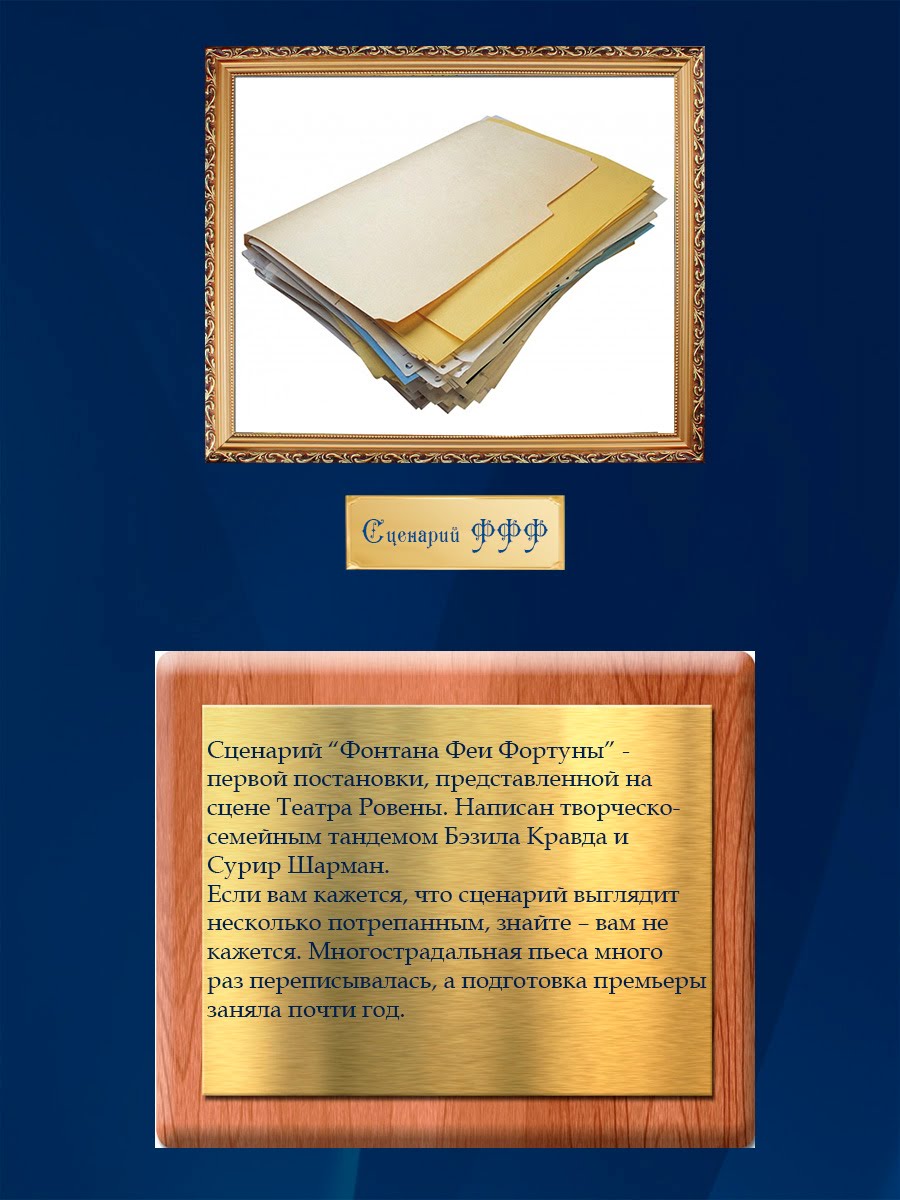 Сценарий ФФФ
Сценарий “Фонтана Феи Фортуны” -
первой постановки, представленной на
сцене Театра Ровены. Написан творческо-
семейным тандемом Бэзила Кравда и
Сурир Шарман.
Если вам кажется, что сценарий выглядит
несколько потрепанным, знайте – вам не
кажется. Многострадальная пьеса много
раз переписывалась, а подготовка премьеры
заняла почти год.